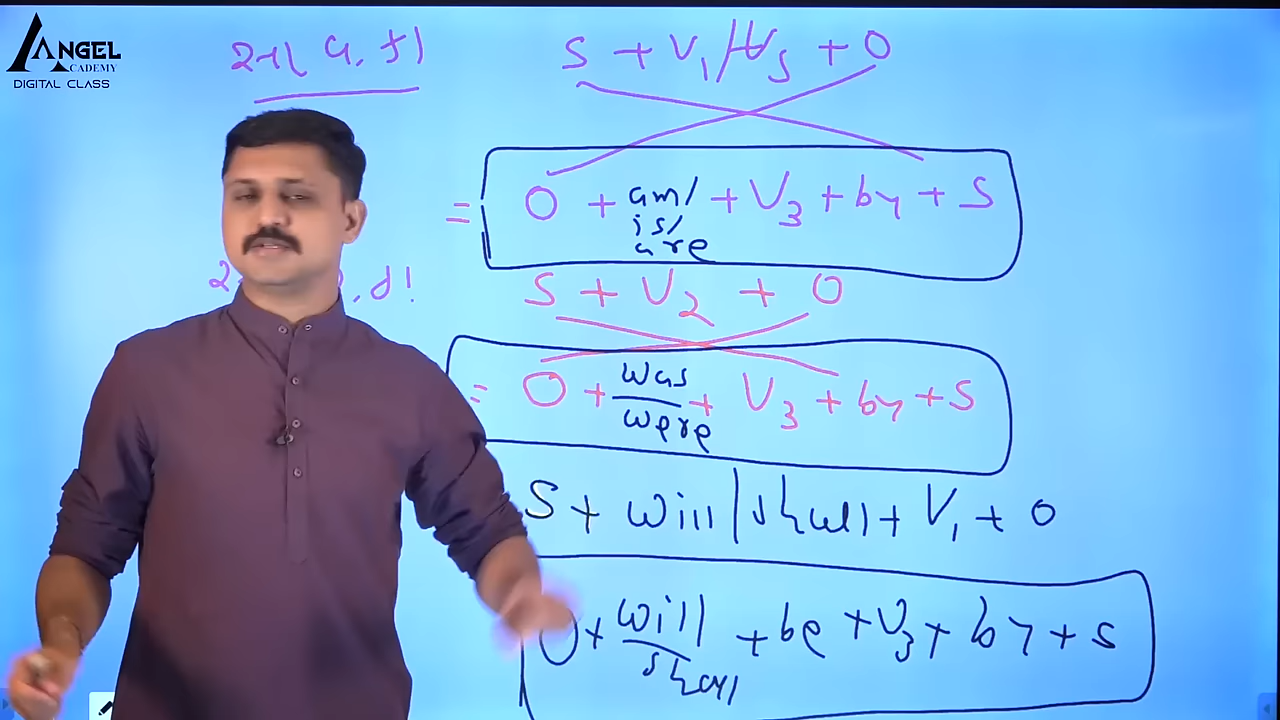 ANGEL
ACADEMY
DIGITAL CLASS
S + V₁/V₅ + O
= O + am/ is/ are + V₃ + by + S
S + V₂ + O
= O + was/were + V₃ + by + S
S + will | shall + V₁ + O
O + will/shall + be + V₃ + by + S